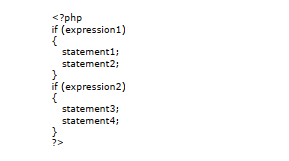 <?php
if (expression1)
{
statement1;
statement2;
}
if (expression2)
{
statement3;
statement4;
}
?>